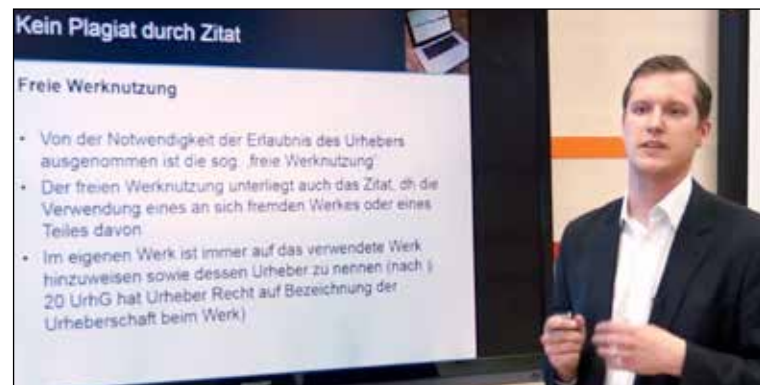 Kein Plagiat durch Zitat
Freie Werknutzung
• Von der Notwendigkeit der Erlaubnis des Urhebers
ausgenommen ist die sog. „freie Werknutzung“
• Der freien Werknutzung unterliegt auch das Zitat, dh die
Verwendung eines an sich fremden Werkes oder eines
Teiles davon
• Im eigenen Werk ist immer auf das verwendete Werk
hinzuweisen sowie dessen Urheber zu nennen (nach
20 UrhG hat Urheber Recht auf Bezeichnung der
Urheberschaft beim Werk)